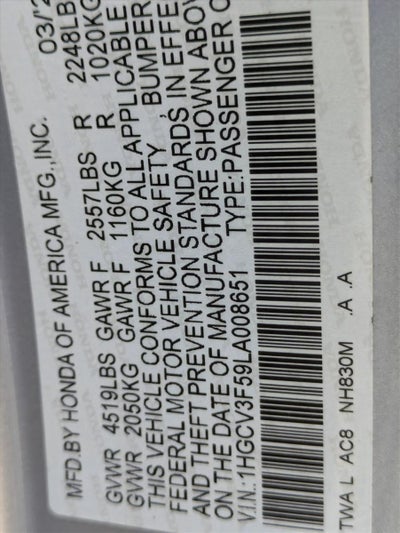 MFD.BY HONDA OF AMERICA MFG.,INC. 03/
GVWR 4519LBS GAWR F 2557LBS R 2248LB
GVWR 2050KG GAWR F 1160KG R 1020KG
THIS VEHICLE CONFORMS TO ALL APPLICABLE
FEDERAL MOTOR VEHICLE SAFETY, BUMPER
AND THEFT PREVENTION STANDARDS IN EFFE
ON THE DATE OF MANUFACTURE SHOWN ABOV
V.I.N.:1HGCV3F59LA008651 TYPE:PASSENGER C
TWA L AC8 NH830M .A .A